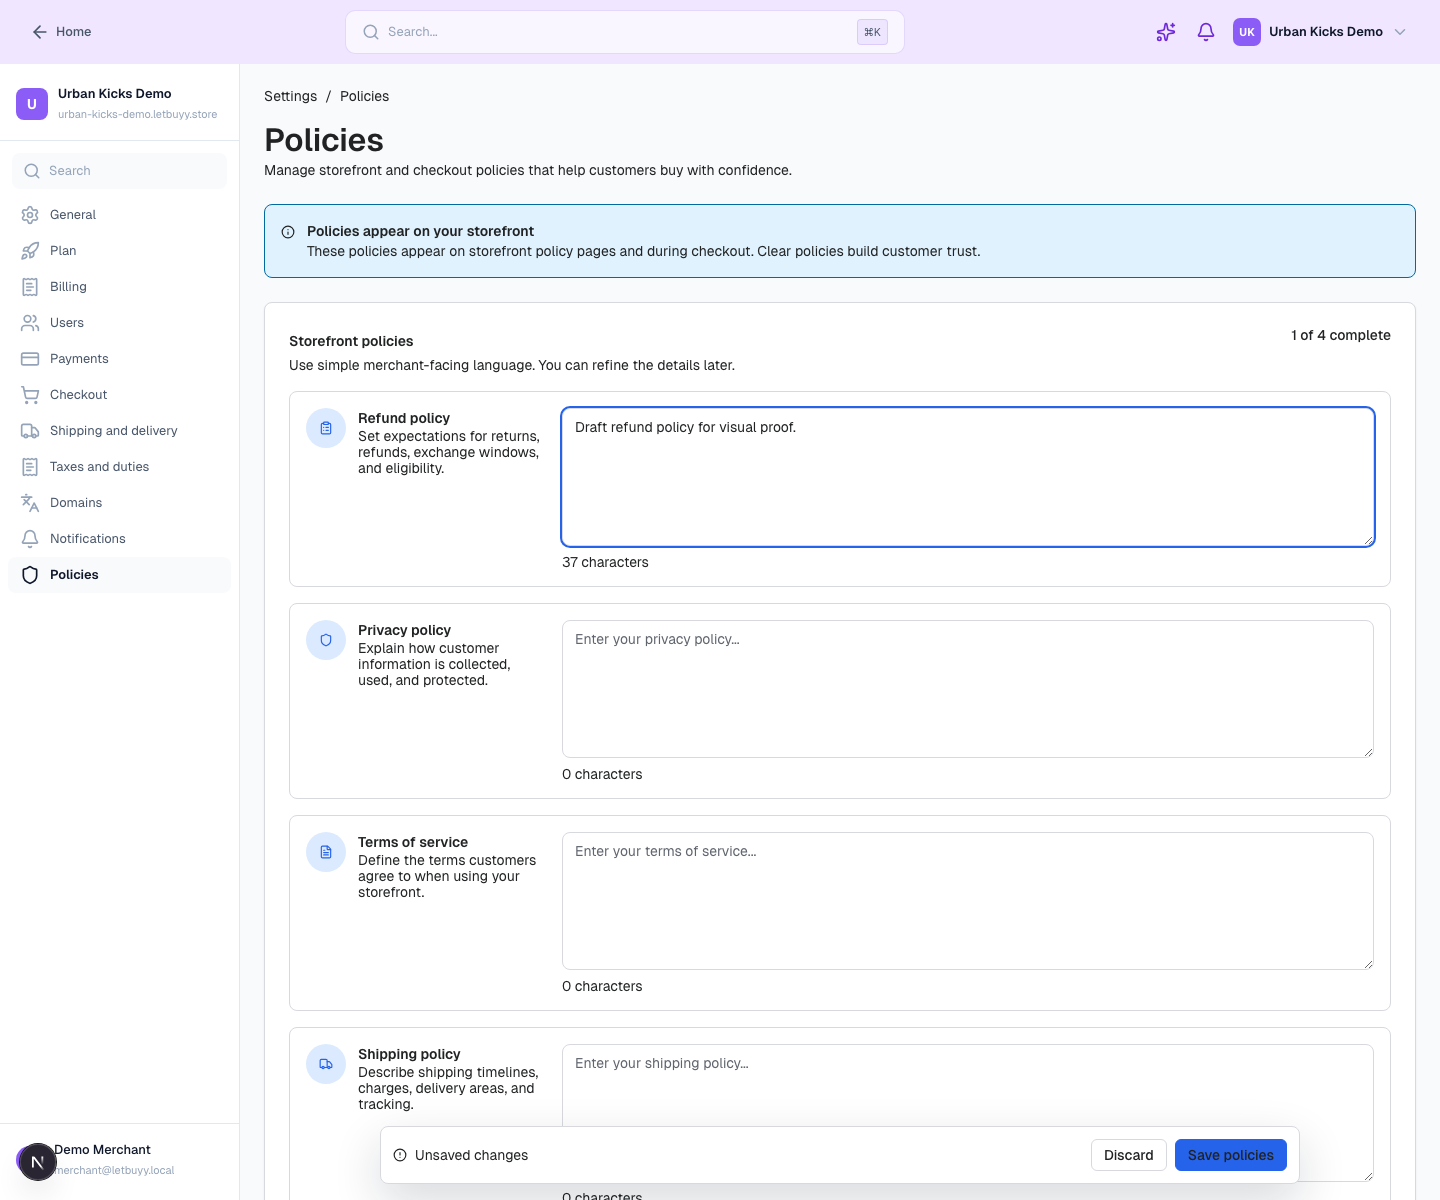 Home
Search...
⌘K
UK
Urban Kicks Demo
U
Urban Kicks Demo
urban-kicks-demo.letbuyy.store
Search
General
Plan
Billing
Users
Payments
Checkout
Shipping and delivery
Taxes and duties
Domains
Notifications
Policies
Demo Merchant
merchant@letbuyy.local
N
Settings / Policies
Policies
Manage storefront and checkout policies that help customers buy with confidence.
Policies appear on your storefront
These policies appear on storefront policy pages and during checkout. Clear policies build customer trust.
Storefront policies
1 of 4 complete
Use simple merchant-facing language. You can refine the details later.
Refund policy
Set expectations for returns,
refunds, exchange windows,
and eligibility.
Draft refund policy for visual proof.
37 characters
Privacy policy
Explain how customer
information is collected,
used, and protected.
Enter your privacy policy...
0 characters
Terms of service
Define the terms customers
agree to when using your
storefront.
Enter your terms of service...
0 characters
Shipping policy
Describe shipping timelines,
charges, delivery areas, and
tracking.
Enter your shipping policy...
Unsaved changes
Discard
Save policies
0 characters